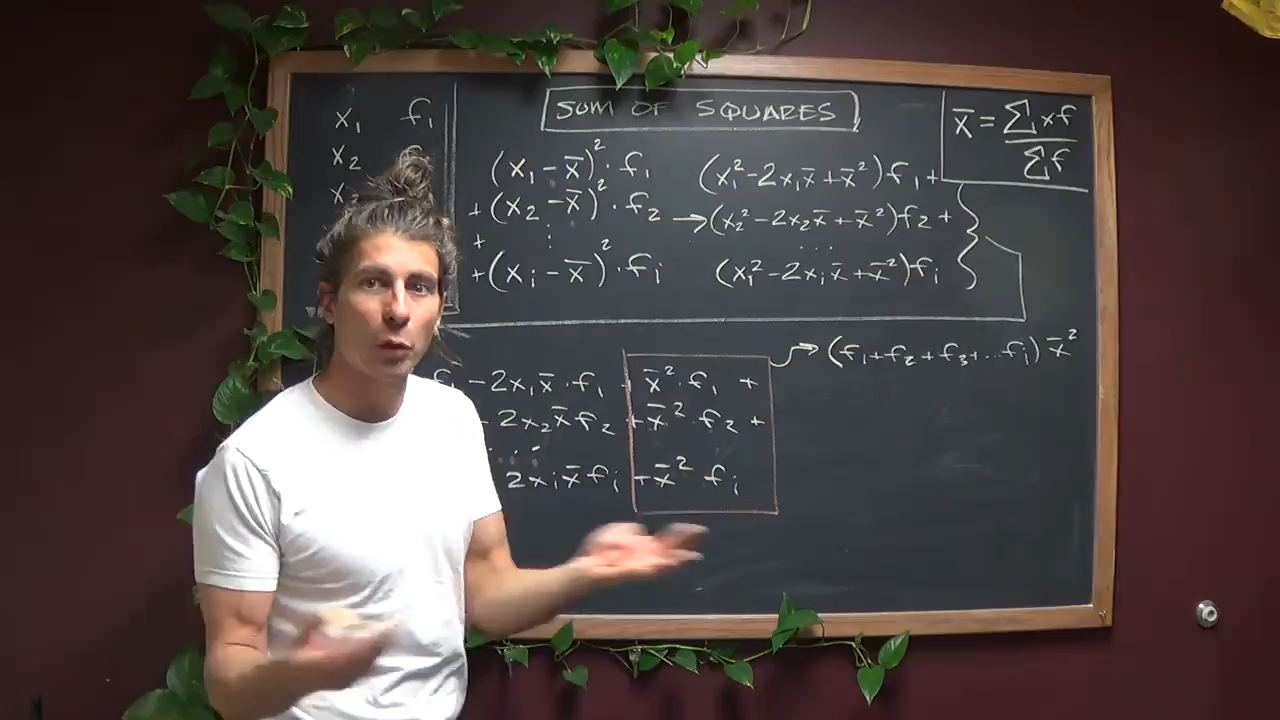 SUM OF SQUARES
x₁ f₁
x₂
x̄ = ∑xf / ∑f
(x₁ - x̄)² · f₁
+ (x₂ - x̄)² · f₂
+ ⋮
+ (xᵢ - x̄)² · fᵢ
(x₁² - 2x₁x̄ + x̄²)f₁ +
→ (x₂² - 2x₂x̄ + x̄²)f₂ +
...
(xᵢ² - 2xᵢx̄ + x̄²)fᵢ
f₁ - 2x₁x̄ · f₁ + x̄² · f₁ +
- 2x₂x̄f₂ + x̄² f₂ +
...
2xᵢx̄fᵢ + x̄² fᵢ
→ (f₁ + f₂ + f₃ + ... fᵢ) x̄²